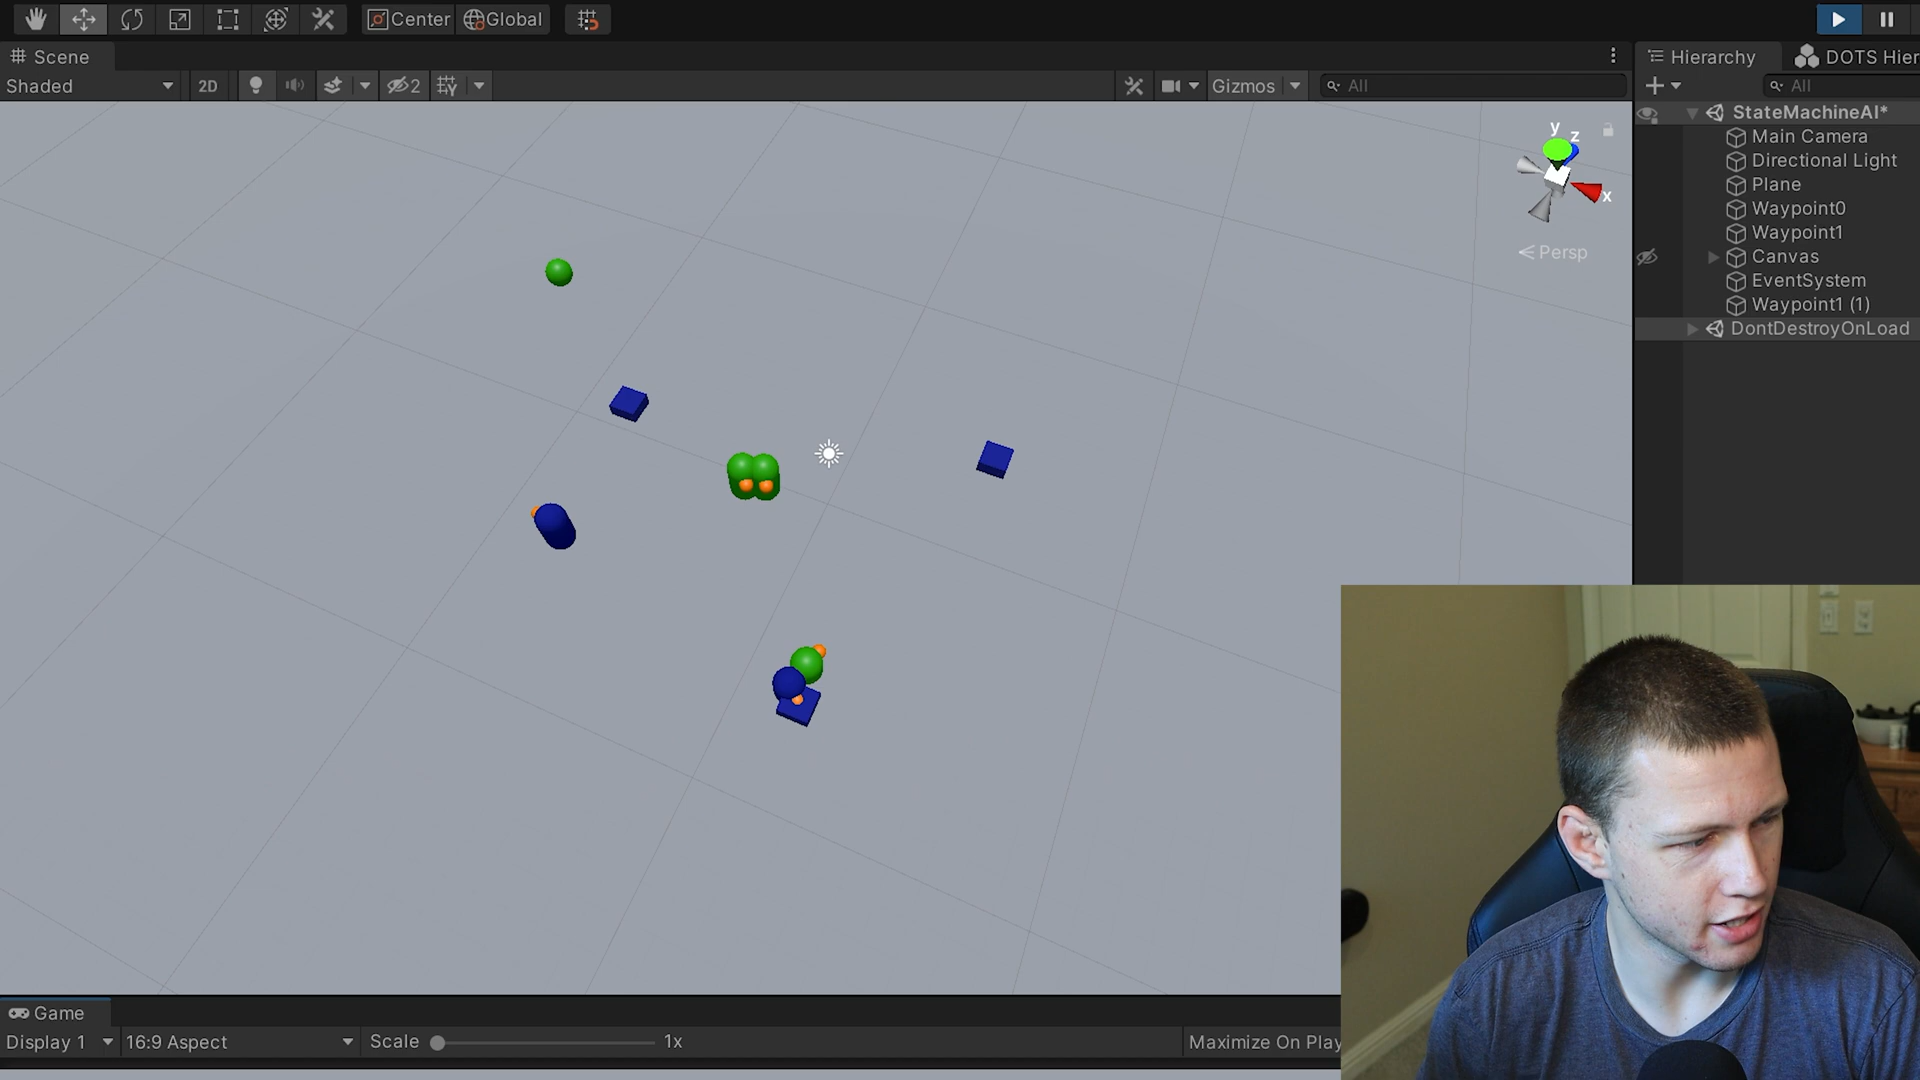 Center Global
Scene
Hierarchy DOTS Hier
Shaded 2D 2 Gizmos All
All
StateMachineAI*
Main Camera
Directional Light
Plane
Waypoint0
Waypoint1
Canvas
EventSystem
Waypoint1 (1)
DontDestroyOnLoad
y
z
x
Persp
Game
Display 1 16:9 Aspect Scale 1x Maximize On Play